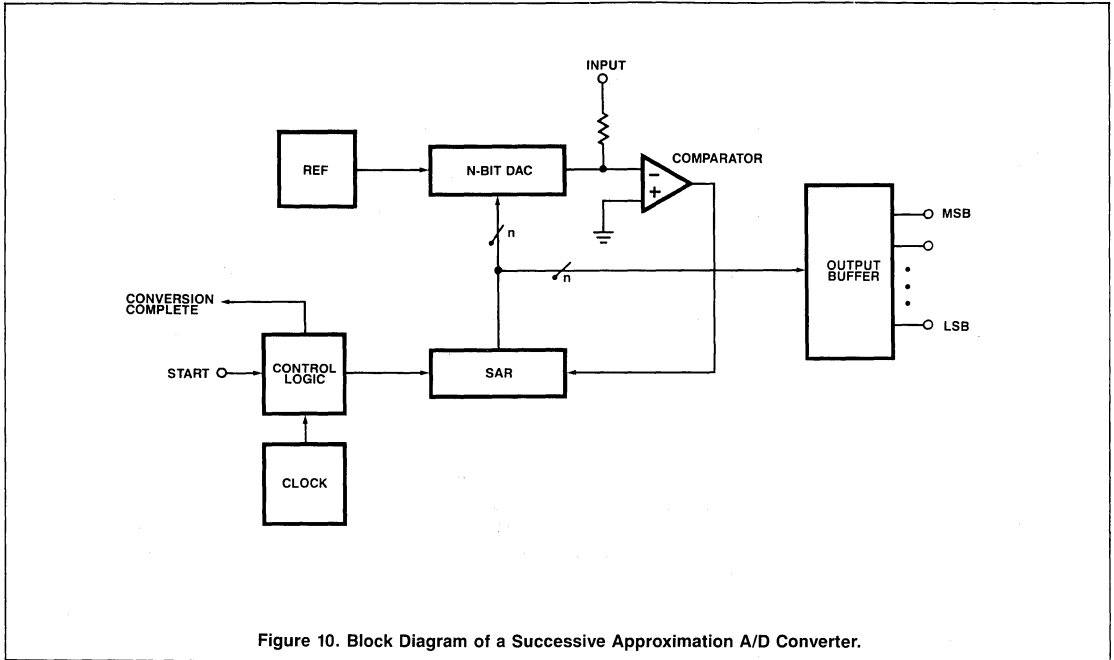 INPUT
REF
N-BIT DAC
COMPARATOR
−
+
n
n
MSB
OUTPUT
BUFFER
LSB
CONVERSION
COMPLETE
START
CONTROL
LOGIC
SAR
CLOCK
Figure 10. Block Diagram of a Successive Approximation A/D Converter.